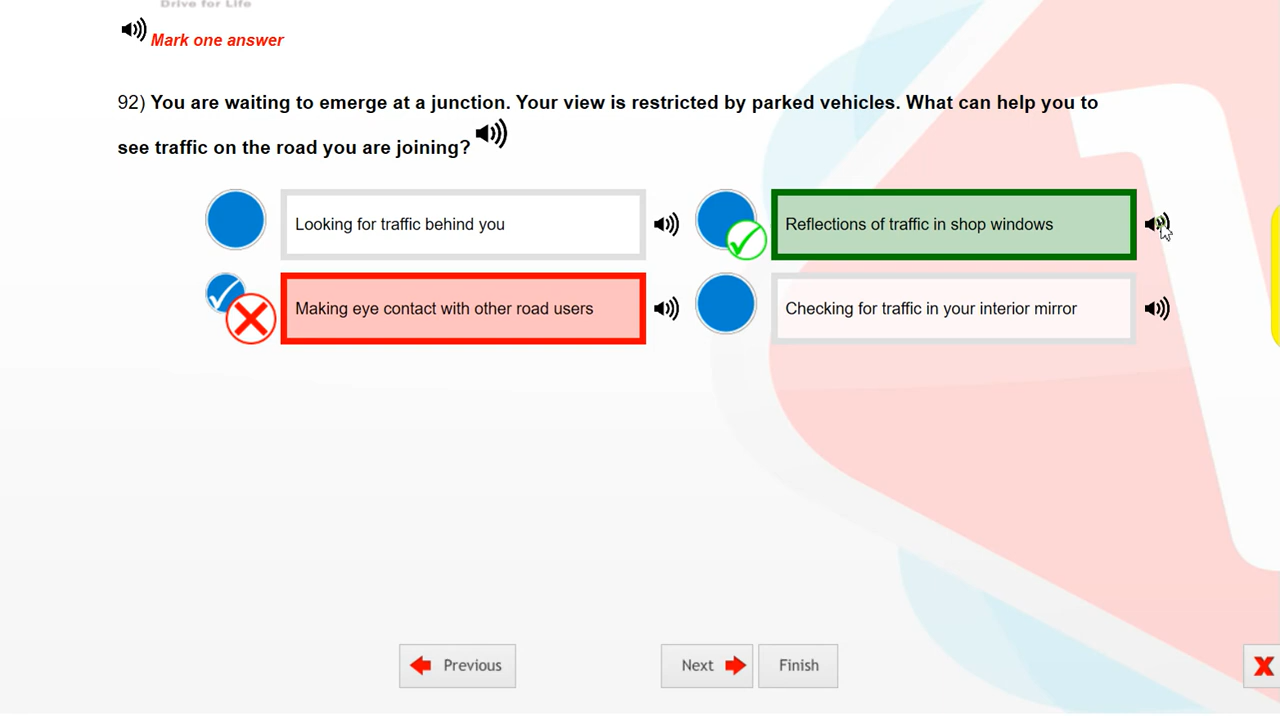 Drive for Life
Mark one answer
92) You are waiting to emerge at a junction. Your view is restricted by parked vehicles. What can help you to
see traffic on the road you are joining?
Looking for traffic behind you
Reflections of traffic in shop windows
Making eye contact with other road users
Checking for traffic in your interior mirror
Previous
Next
Finish
X